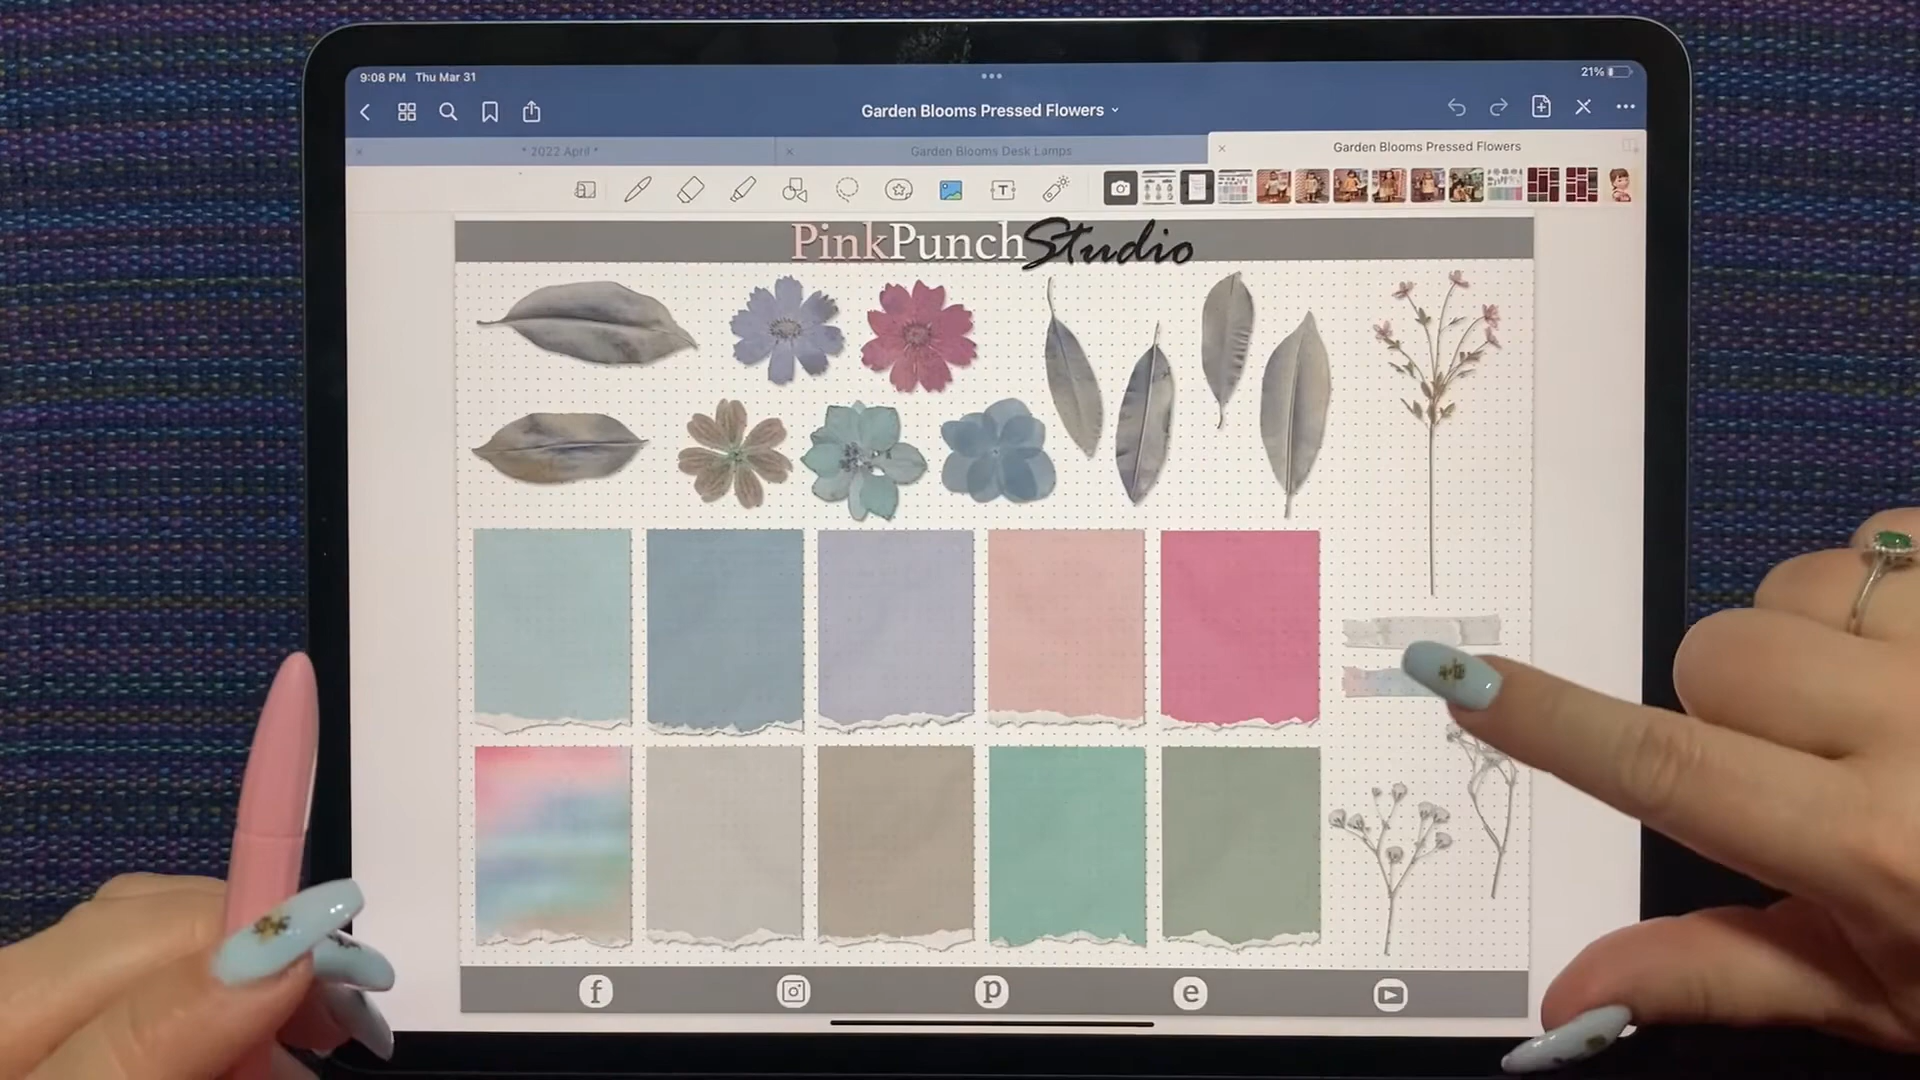 9:08 PM Thu Mar 31
21%
Garden Blooms Pressed Flowers
* 2022 April *
Garden Blooms Desk Lamps
Garden Blooms Pressed Flowers
T
PinkPunchStudio
f
p
e